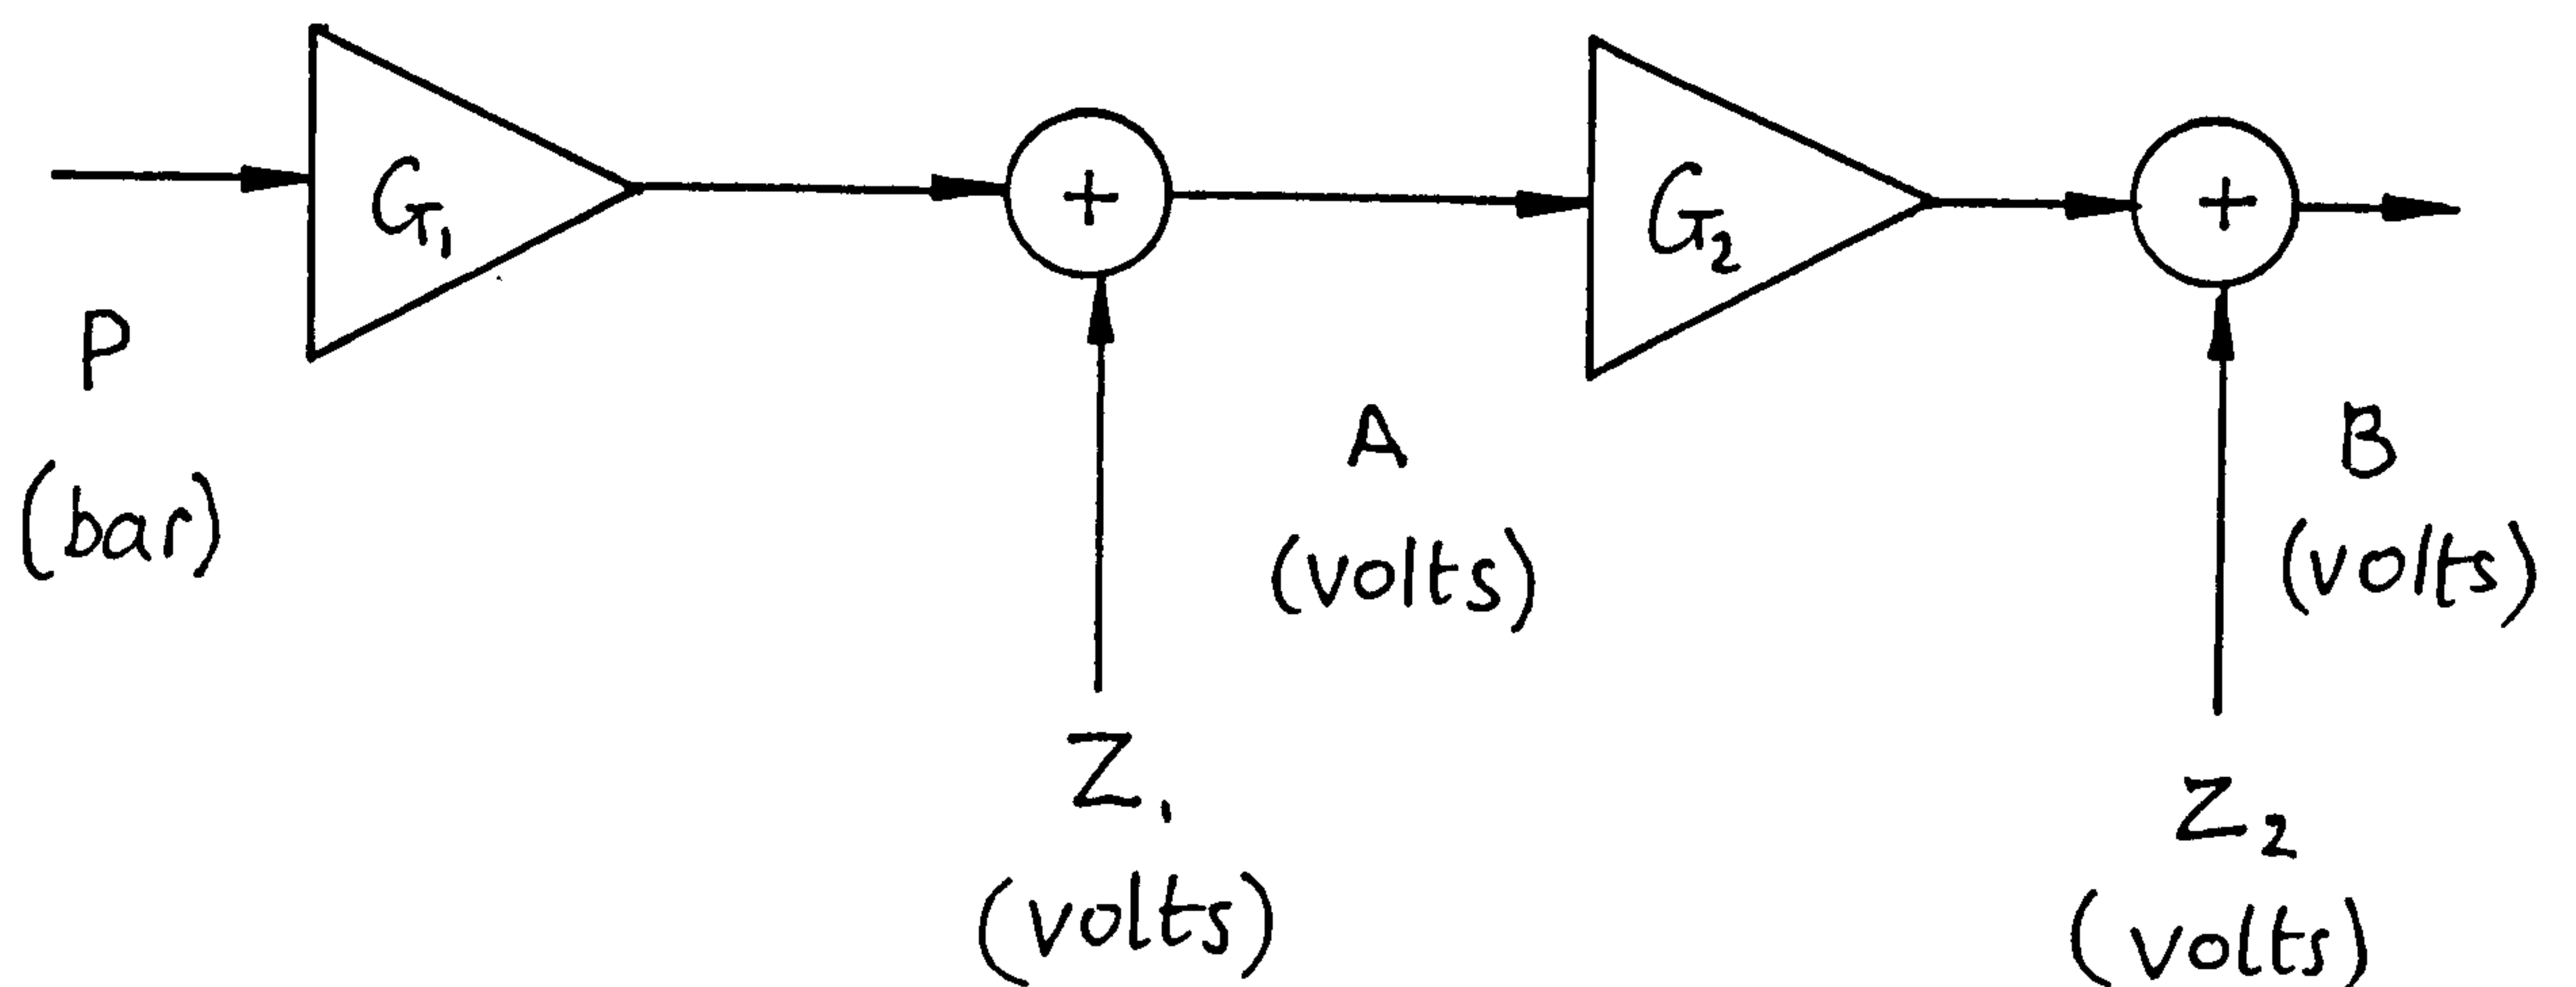 G₁
+
G₂
+
P
(bar)
A
(volts)
B
(volts)
Z₁
(volts)
Z₂
(volts)